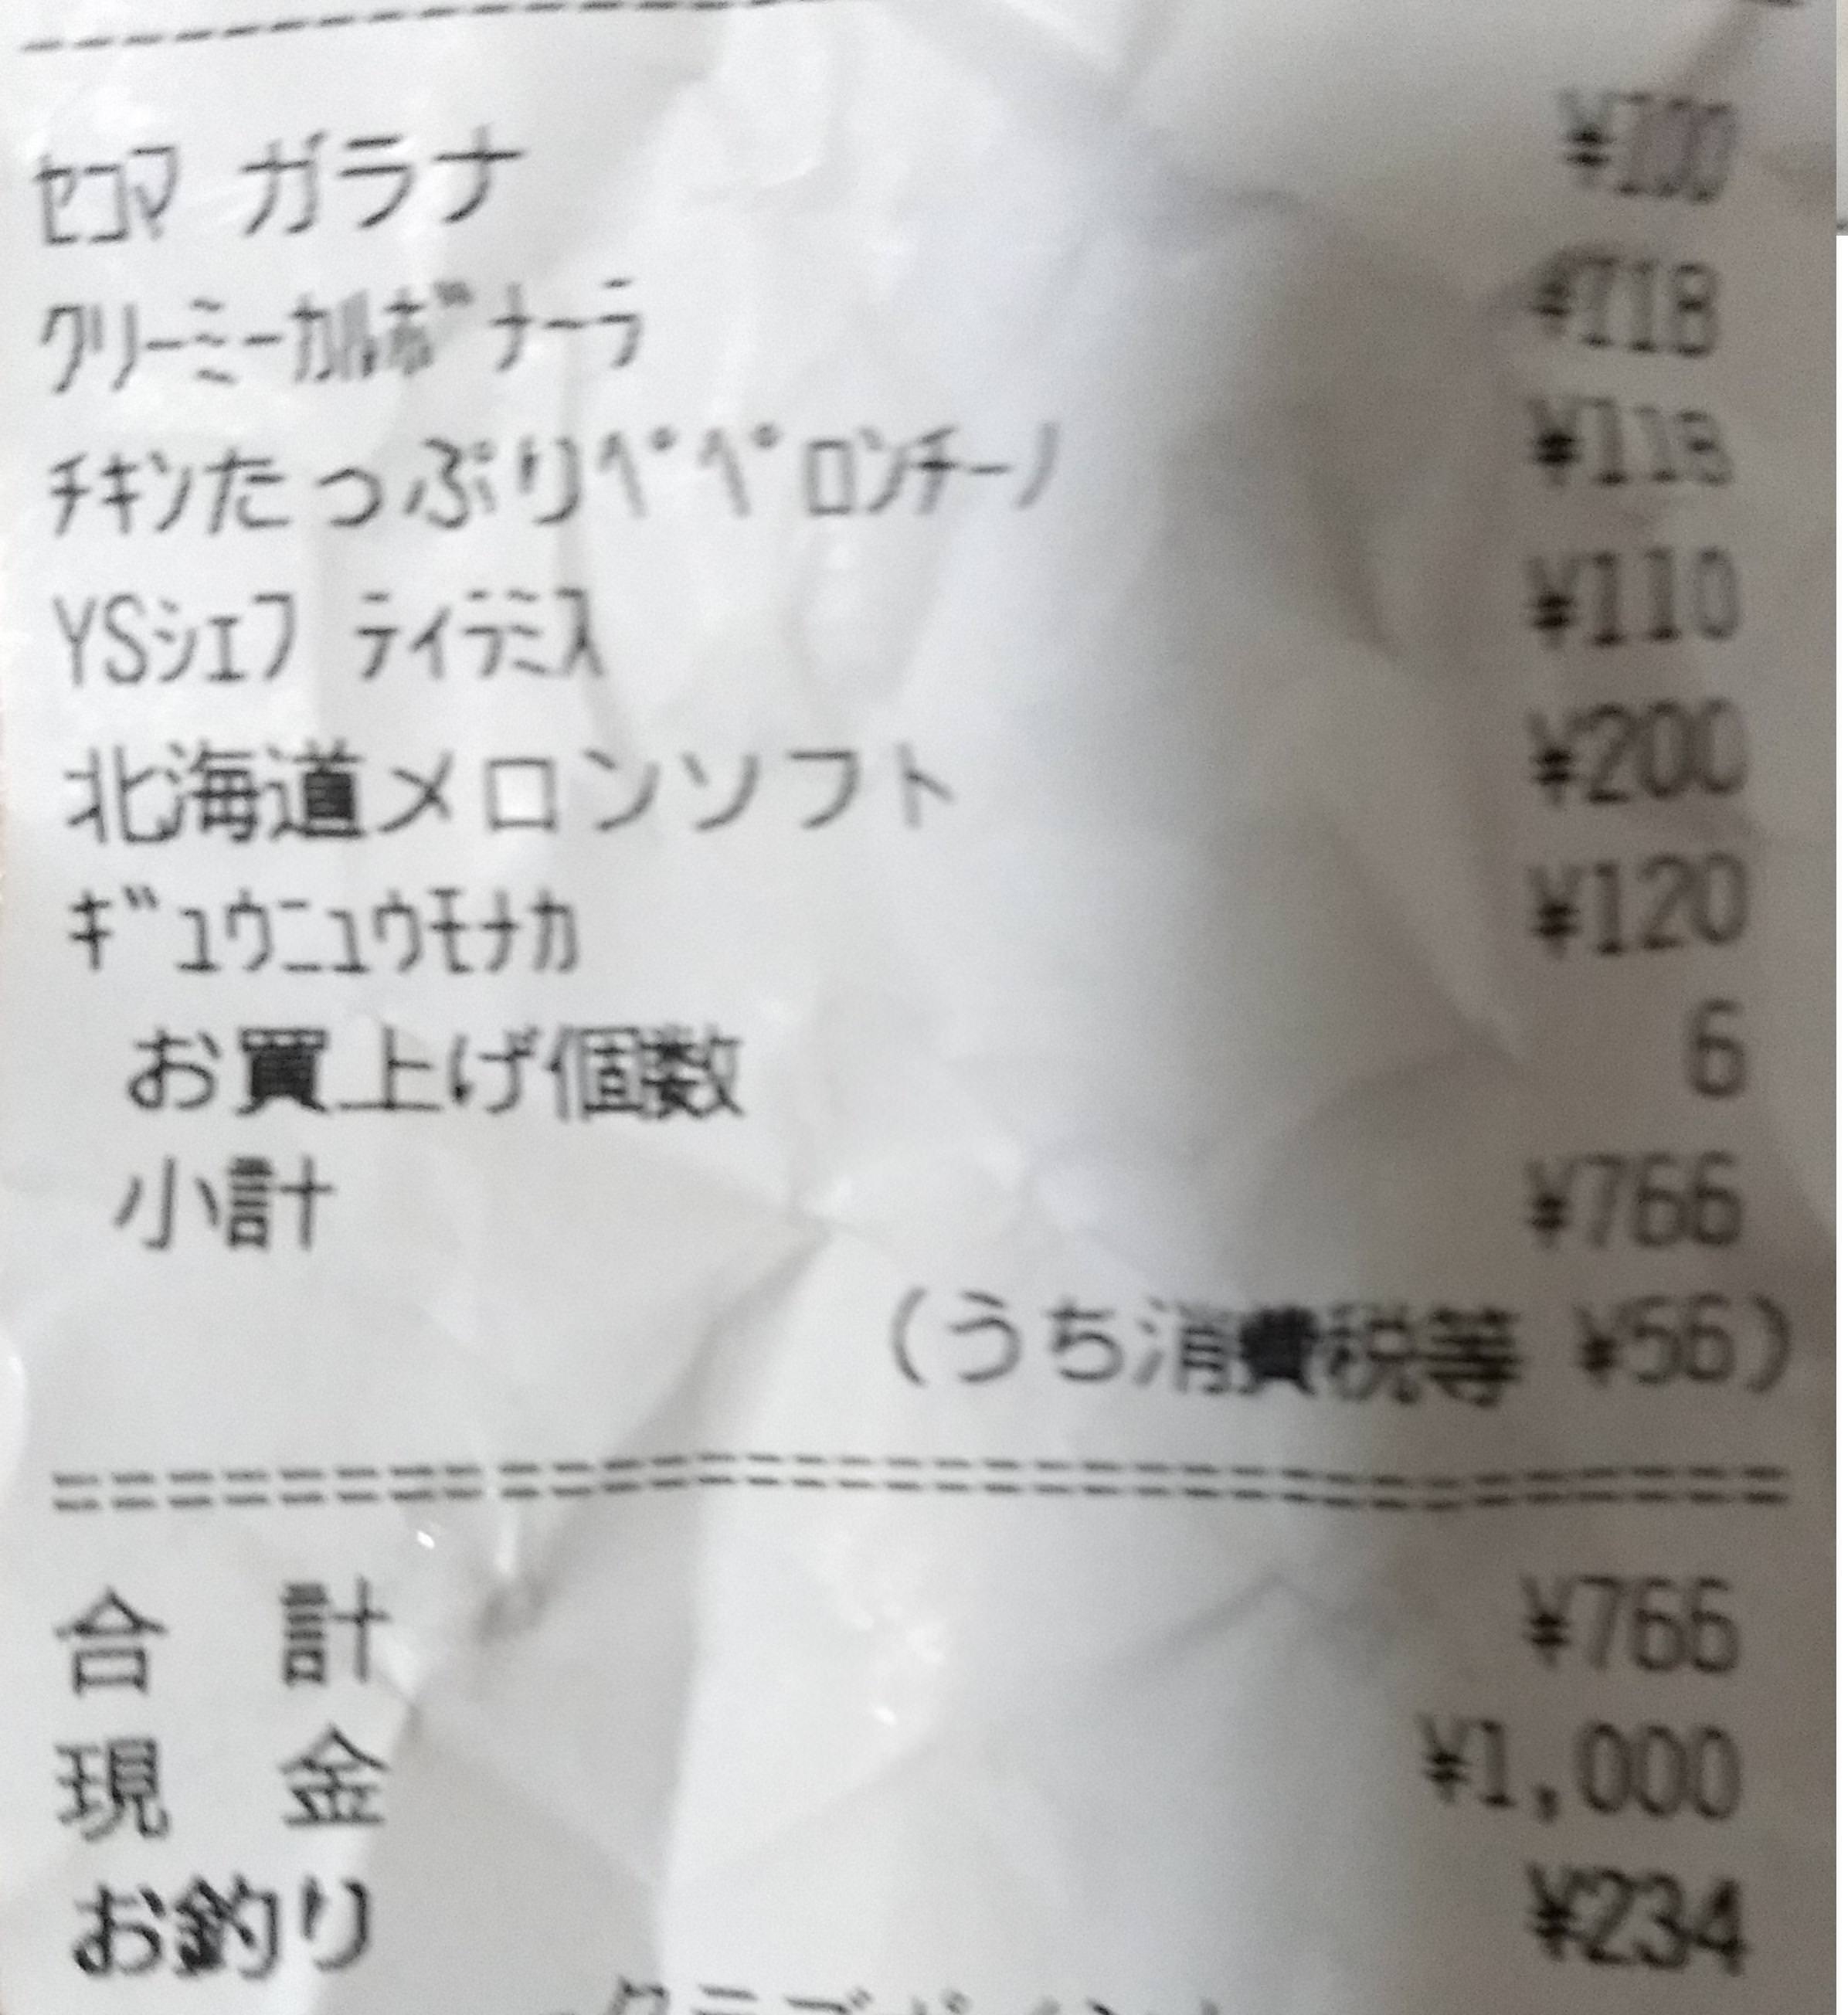 ｾｺﾏ ガラナ ¥100
ｸﾘｰﾐｰｶﾙﾎﾞﾅｰﾗ ¥118
ﾁｷﾝたっぷりﾍﾟﾍﾟﾛﾝﾁｰﾉ ¥118
YSｼｪﾌ ﾃｨﾗﾐｽ ¥110
北海道メロンソフト ¥200
ｷﾞｭｳﾆｭｳﾓﾅｶ ¥120
お買上げ個数 6
小計 ¥766
(うち消費税等 ¥56)
合 計 ¥766
現 金 ¥1,000
お釣り ¥234